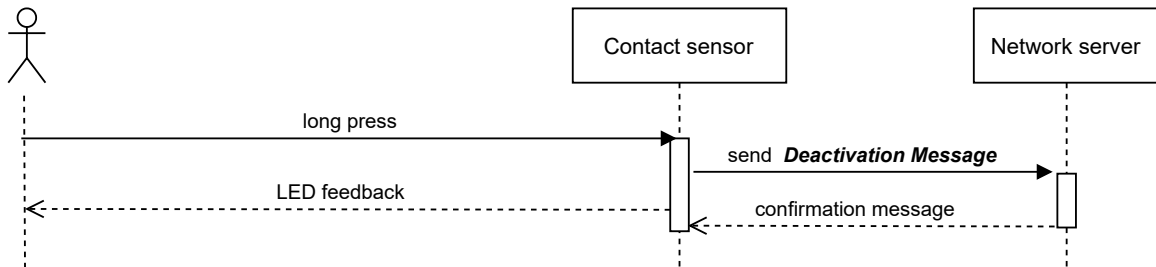 Contact sensor
Network server
long press
send Deactivation Message
LED feedback
confirmation message